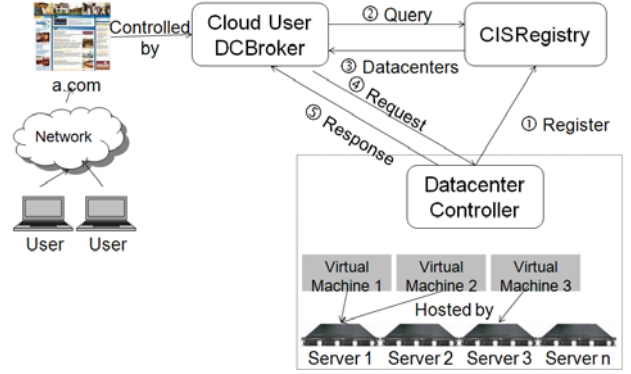 Controlled
by
a.com
Network
User
User
Cloud User
DCBroker
② Query
③ Datacenters
CISRegistry
④ Request
⑤ Response
① Register
Datacenter
Controller
Virtual
Machine 1
Virtual
Machine 2
Virtual
Machine 3
Hosted by
Server 1
Server 2
Server 3
Server n